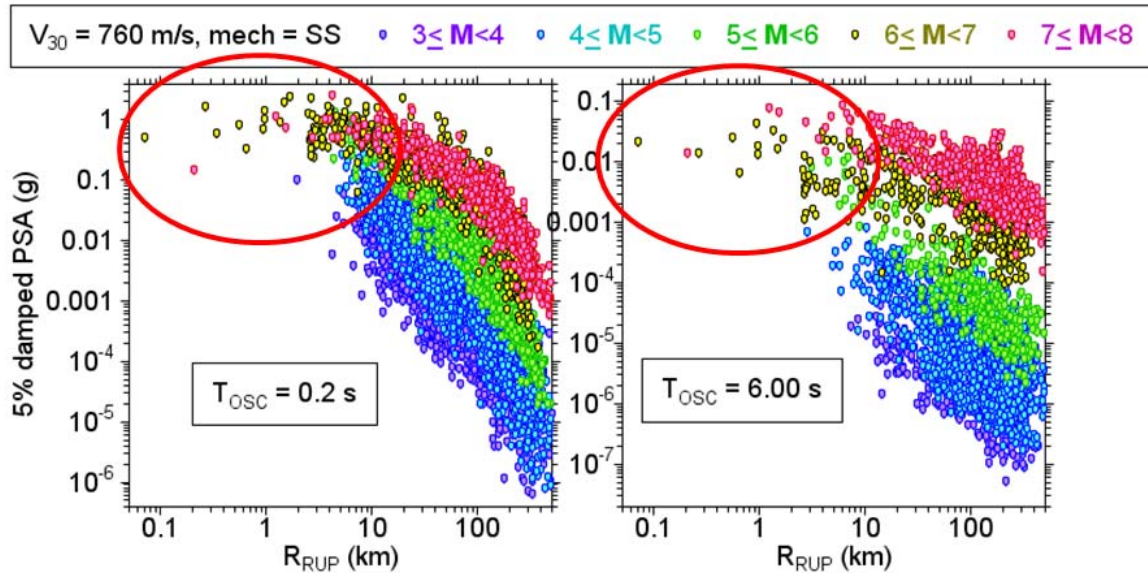 V30 = 760 m/s, mech = SS 3≤ M<4 4≤ M<5 5≤ M<6 6≤ M<7 7≤ M<8
5% damped PSA (g)
1
0.1
0.01
0.001
10-4
10-5
10-6
TOSC = 0.2 s
0.1 1 10 100
RRUP (km)
0.1
0.01
0.001
10-4
10-5
10-6
10-7
TOSC = 6.00 s
0.1 1 10 100
RRUP (km)